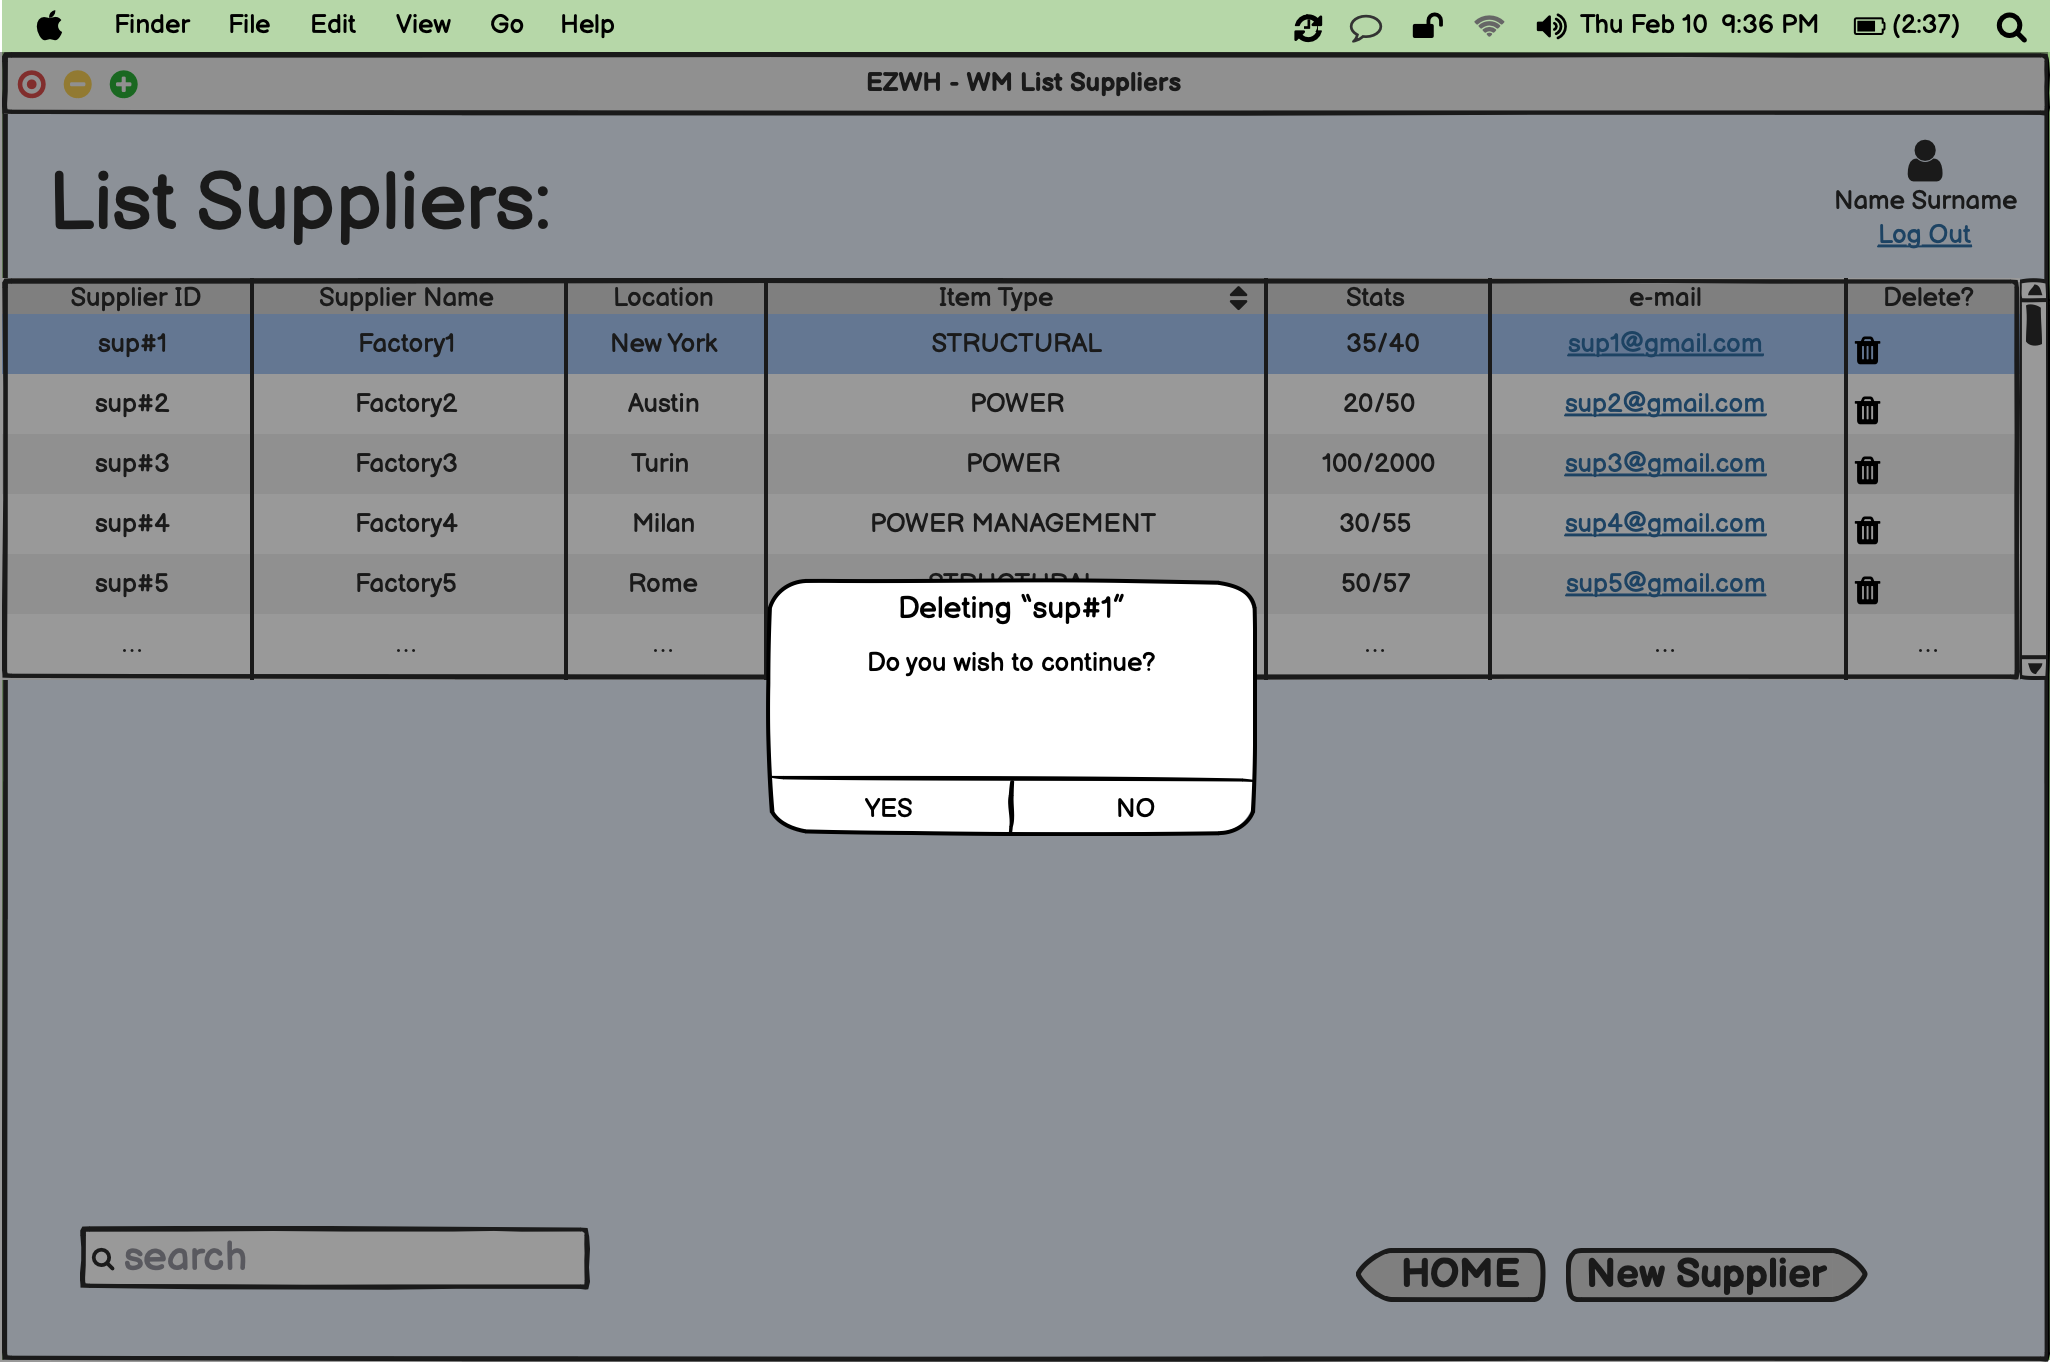 Finder File Edit View Go Help Thu Feb 10 9:36 PM (2:37)
EZWH - WM List Suppliers
List Suppliers:
Name Surname
Log Out
Supplier ID Supplier Name Location Item Type Stats e-mail Delete?
sup#1 Factory1 New York STRUCTURAL 35/40 sup1@gmail.com
sup#2 Factory2 Austin POWER 20/50 sup2@gmail.com
sup#3 Factory3 Turin POWER 100/2000 sup3@gmail.com
sup#4 Factory4 Milan POWER MANAGEMENT 30/55 sup4@gmail.com
sup#5 Factory5 Rome STRUCTURAL 50/57 sup5@gmail.com
... ... ... ... ... ...
Deleting “sup#1”
Do you wish to continue?
YES NO
search
HOME New Supplier